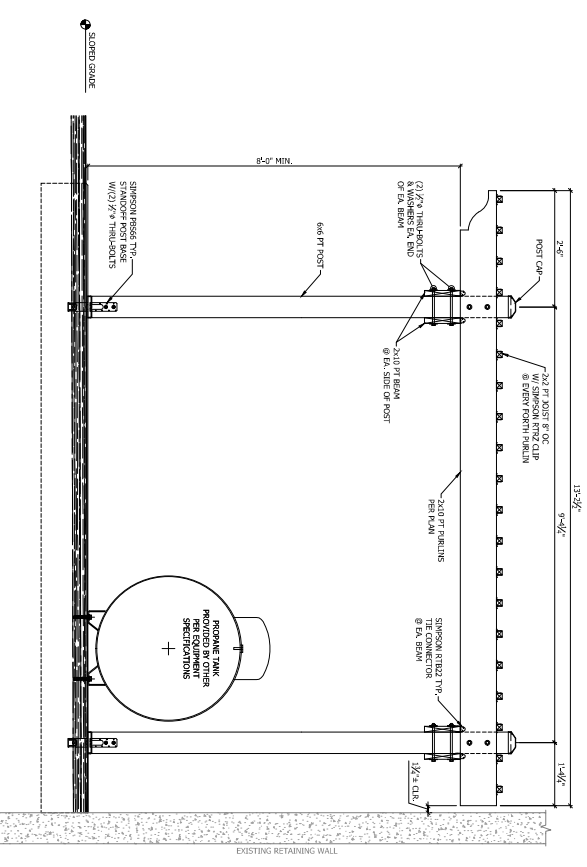 SLOPED GRADE
8'-0" MIN.
SIMPSON PBS66 TYP.
STANDOFF POST BASE
W/(2) ½"ø THRU-BOLTS
(2) ½"ø THRU-BOLTS
& WASHERS EA. END
OF EA. BEAM
6x6 PT POST
POST CAP
2'-6"
2x10 PT BEAM
@ EA. SIDE OF POST
2x2 PT JOIST 8" OC
W/ SIMPSON RTR2 CLIP
@ EVERY FORTH PURLIN
13'-2½"
9'-4¼"
2x10 PT PURLINS
PER PLAN
PROPANE TANK
PROVIDED BY OTHER
PER EQUIPMENT
SPECIFICATIONS
SIMPSON RTB22 TYP.
TIE CONNECTOR
@ EA. BEAM
1'-4¼"
CLR.
EXISTING RETAINING WALL